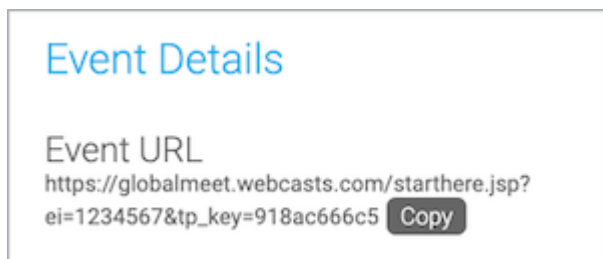 Event Details
Event URL
https://globalmeet.webcasts.com/starthere.jsp?
ei=1234567&tp_key=918ac666c5 Copy